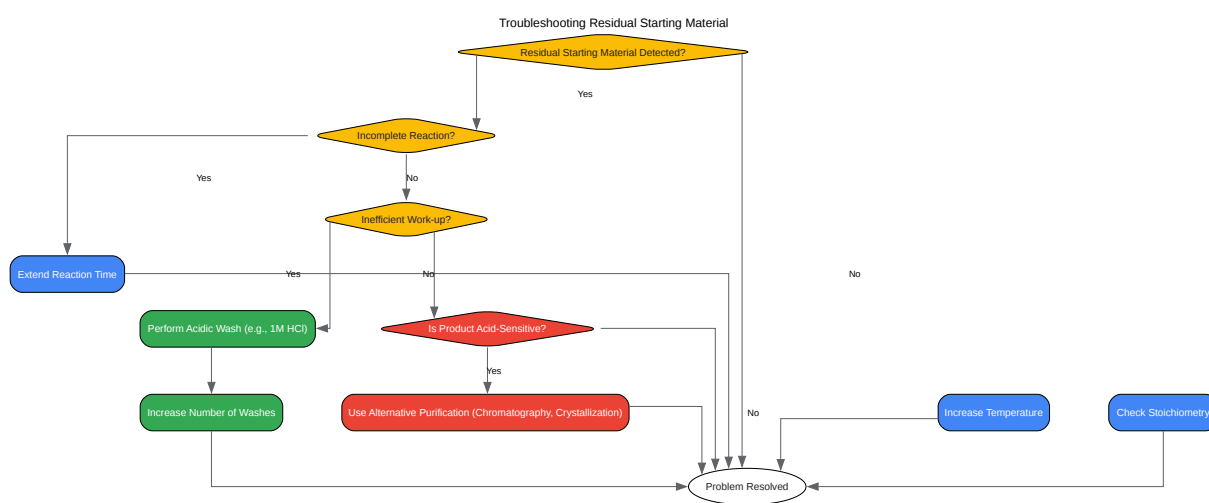 Troubleshooting Residual Starting Material
Residual Starting Material Detected?
Yes
Incomplete Reaction?
Yes
No
Inefficient Work-up?
Extend Reaction Time
Yes
No
No
Perform Acidic Wash (e.g., 1M HCl)
Is Product Acid-Sensitive?
Yes
Increase Number of Washes
Use Alternative Purification (Chromatography, Crystallization)
No
Increase Temperature
Check Stoichiometry
Problem Resolved